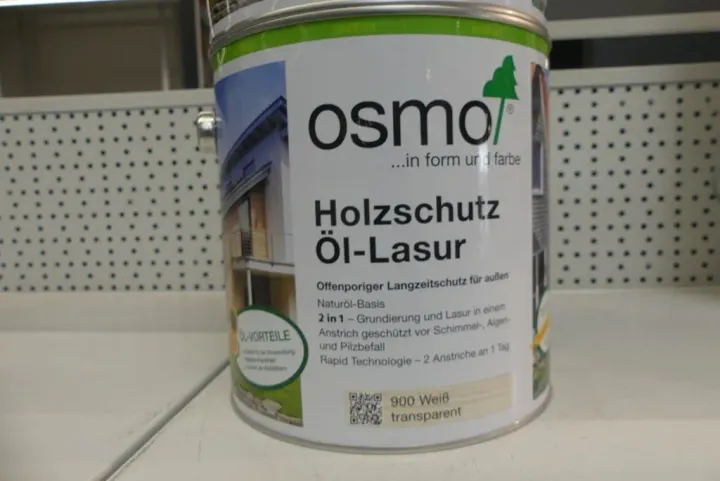 osmo®
...in form und farbe
Holzschutz
Öl-Lasur
Offenporiger Langzeitschutz für außen
Naturöl-Basis
2 in 1 – Grundierung und Lasur in einem
Anstrich geschützt vor Schimmel-, Algen-
und Pilzbefall
Rapid Technologie – 2 Anstriche an 1 Tag
ÖL-VORTEILE
900 Weiß
transparent